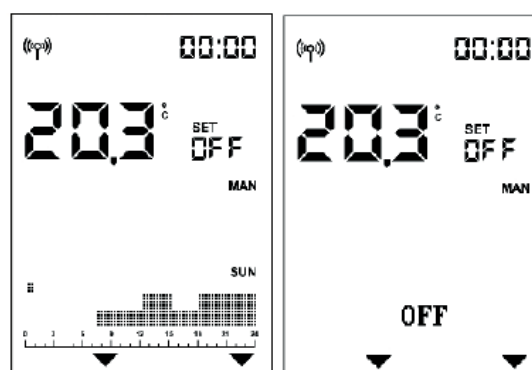 00:00
20.3 °C
SET
OFF
MAN
SUN
0 3 6 9 12 15 18 21 24
00:00
20.3 °C
SET
OFF
MAN
OFF